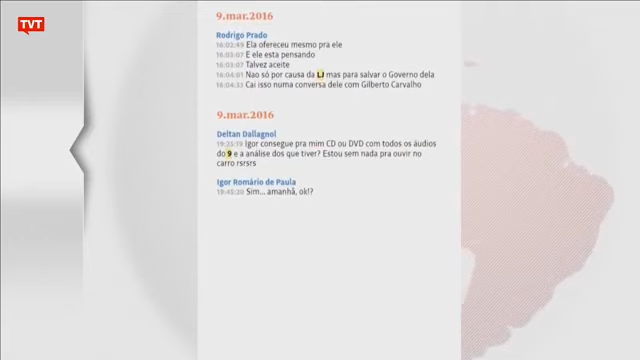 TVT
9.mar.2016
Rodrigo Prado
16:02:49 Ela ofereceu mesmo pra ele
16:03:07 E ele esta pensando
16:03:07 Talvez aceite
16:04:01 Nao só por causa da LJ mas para salvar o Governo dela
16:04:33 Cai isso numa conversa dele com Gilberto Carvalho
9.mar.2016
Deltan Dallagnol
19:35:19 Igor consegue pra mim CD ou DVD com todos os áudios
do 9 e a análise dos que tiver? Estou sem nada pra ouvir no
carro rsrsrs
Igor Romário de Paula
19:45:20 Sim... amanhã, ok!?